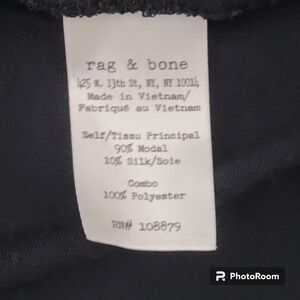 rag & bone
425 W. 13th St, NY, NY 10014
Made in Vietnam/
Fabriqué au Vietnam
Self/Tissu Principal
90% Modal
10% Silk/Soie
Combo
100% Polyester
RN# 108879
PhotoRoom